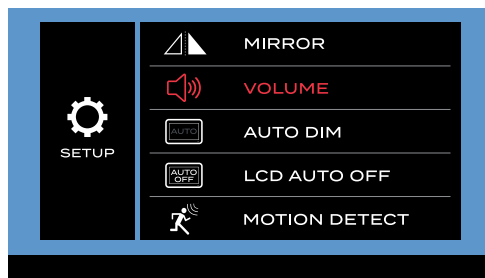 SETUP
MIRROR
VOLUME
AUTO
AUTO DIM
AUTO
OFF
LCD AUTO OFF
MOTION DETECT